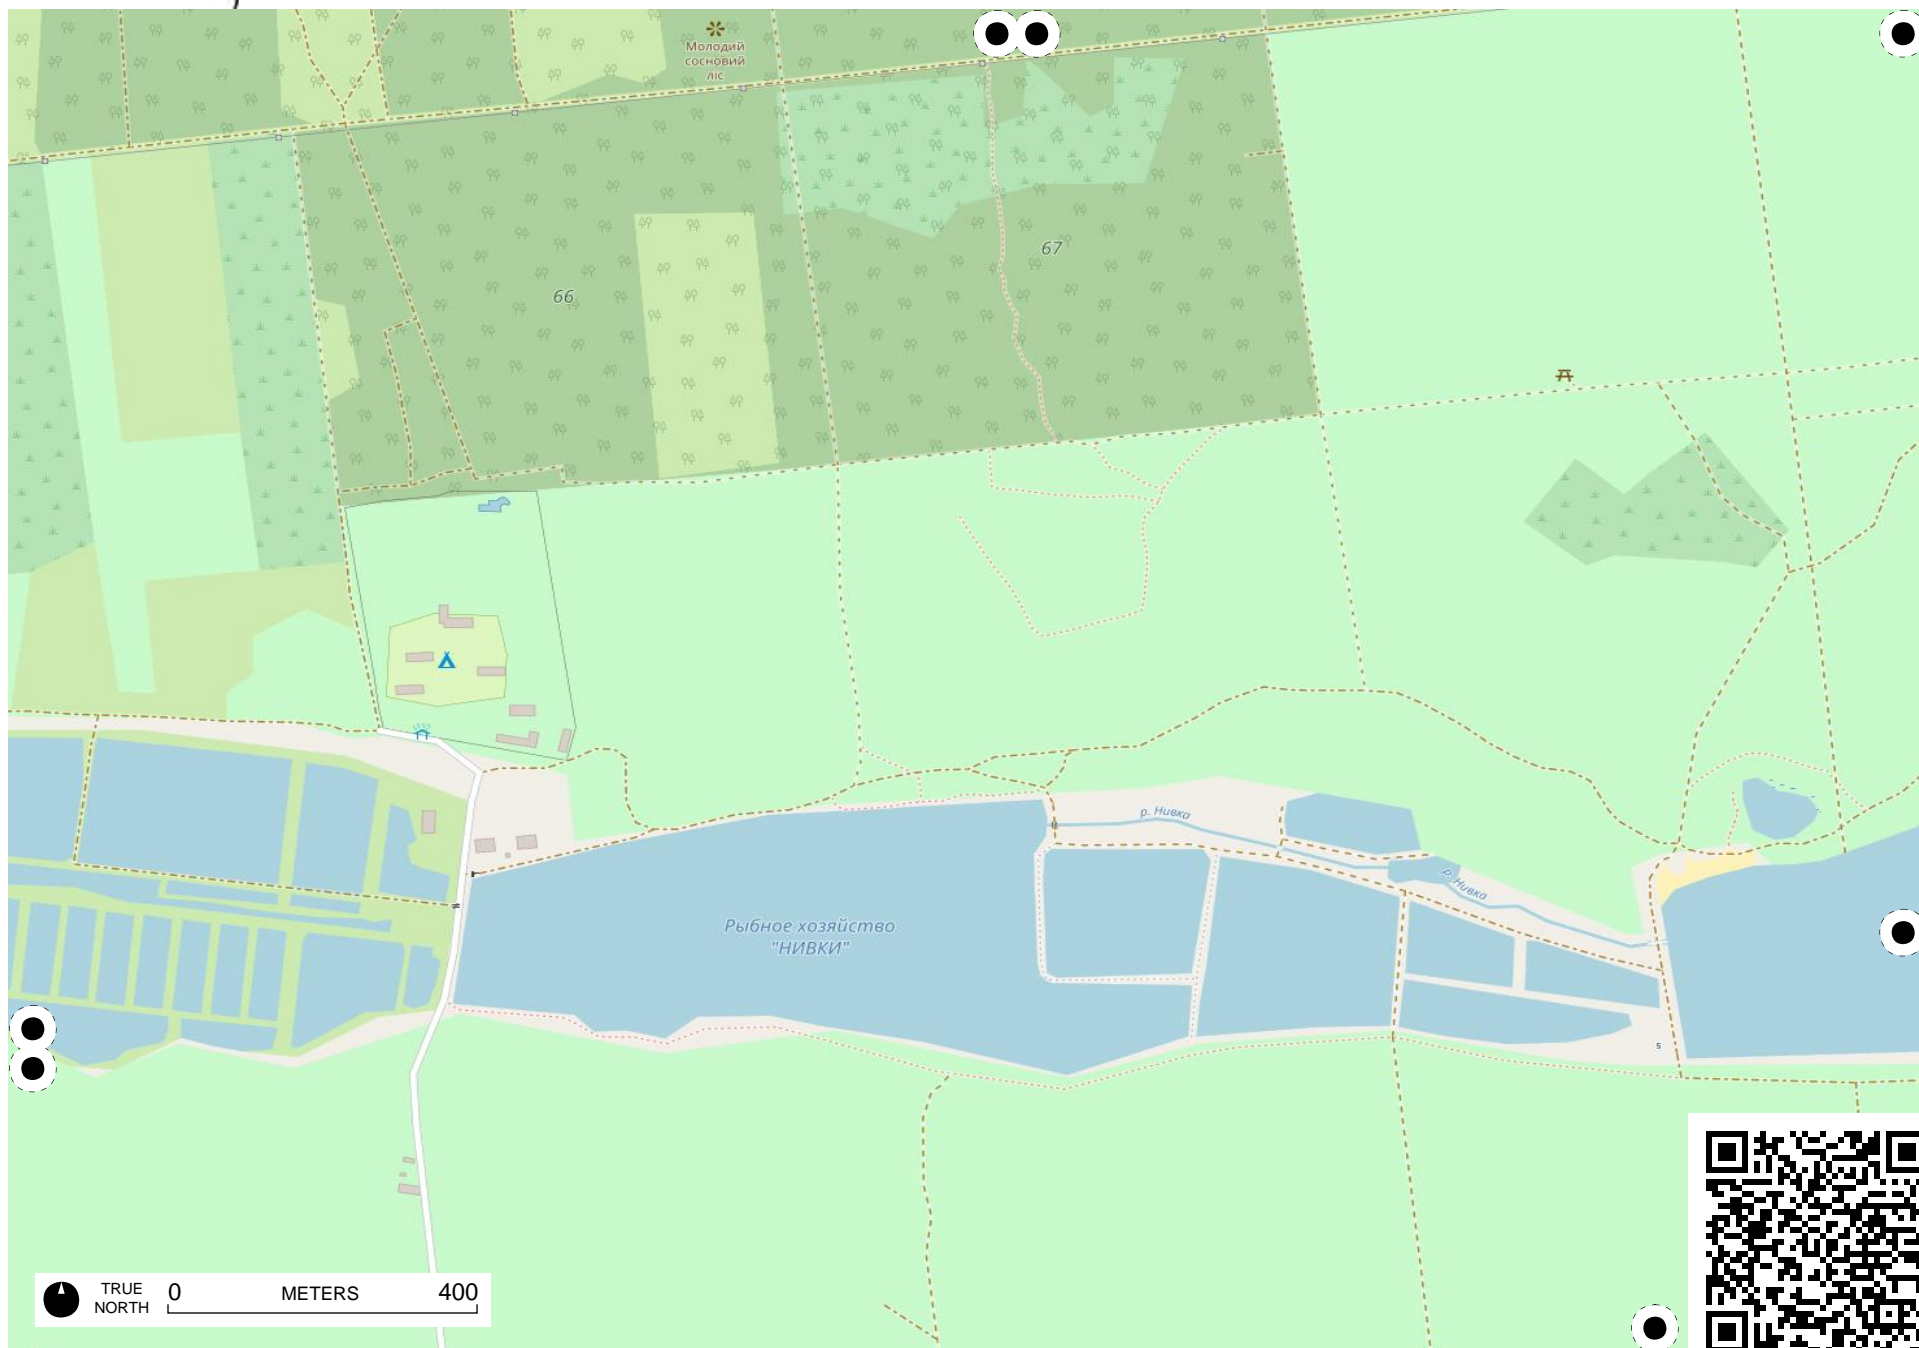 Молодий
сосновий
ліс
67
66
р. Нивка
р. Нивка
Рыбное хозяйство
"НИВКИ"
TRUE
NORTH
0 METERS 400